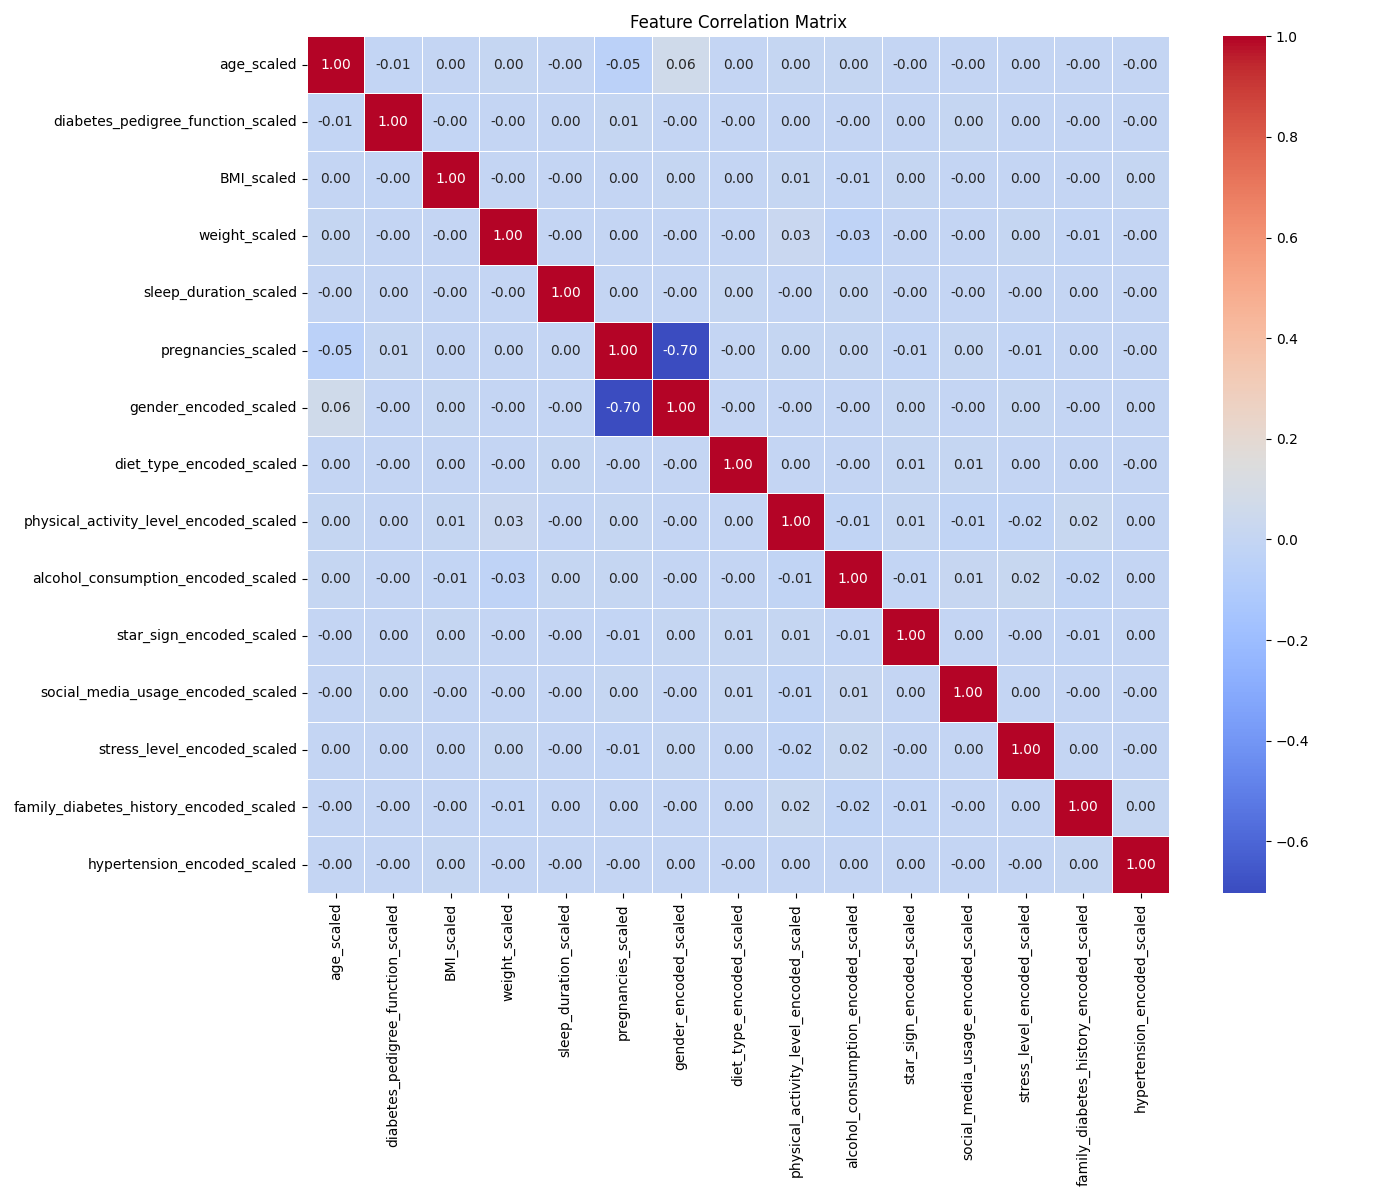 Feature Correlation Matrix
age_scaled 1.00 -0.01 0.00 0.00 -0.00 -0.05 0.06 0.00 0.00 0.00 -0.00 -0.00 0.00 -0.00 -0.00
diabetes_pedigree_function_scaled -0.01 1.00 -0.00 -0.00 0.00 0.01 -0.00 -0.00 0.00 -0.00 0.00 0.00 0.00 -0.00 -0.00
BMI_scaled 0.00 -0.00 1.00 -0.00 -0.00 0.00 0.00 0.00 0.01 -0.01 0.00 -0.00 0.00 -0.00 0.00
weight_scaled 0.00 -0.00 -0.00 1.00 -0.00 0.00 -0.00 -0.00 0.03 -0.03 -0.00 -0.00 0.00 -0.01 -0.00
sleep_duration_scaled -0.00 0.00 -0.00 -0.00 1.00 0.00 -0.00 0.00 -0.00 0.00 -0.00 -0.00 -0.00 0.00 -0.00
pregnancies_scaled -0.05 0.01 0.00 0.00 0.00 1.00 -0.70 -0.00 0.00 0.00 -0.01 0.00 -0.01 0.00 -0.00
gender_encoded_scaled 0.06 -0.00 0.00 -0.00 -0.00 -0.70 1.00 -0.00 -0.00 -0.00 0.00 -0.00 0.00 -0.00 0.00
diet_type_encoded_scaled 0.00 -0.00 0.00 -0.00 0.00 -0.00 -0.00 1.00 0.00 -0.00 0.01 0.01 0.00 0.00 -0.00
physical_activity_level_encoded_scaled 0.00 0.00 0.01 0.03 -0.00 0.00 -0.00 0.00 1.00 -0.01 0.01 -0.01 -0.02 0.02 0.00
alcohol_consumption_encoded_scaled 0.00 -0.00 -0.01 -0.03 0.00 0.00 -0.00 -0.00 -0.01 1.00 -0.01 0.01 0.02 -0.02 0.00
star_sign_encoded_scaled -0.00 0.00 0.00 -0.00 -0.00 -0.01 0.00 0.01 0.01 -0.01 1.00 0.00 -0.00 -0.01 0.00
social_media_usage_encoded_scaled -0.00 0.00 -0.00 -0.00 -0.00 0.00 -0.00 0.01 -0.01 0.01 0.00 1.00 0.00 -0.00 -0.00
stress_level_encoded_scaled 0.00 0.00 0.00 0.00 -0.00 -0.01 0.00 0.00 -0.02 0.02 -0.00 0.00 1.00 0.00 -0.00
family_diabetes_history_encoded_scaled -0.00 -0.00 -0.00 -0.01 0.00 0.00 -0.00 0.00 0.02 -0.02 -0.01 -0.00 0.00 1.00 0.00
hypertension_encoded_scaled -0.00 -0.00 0.00 -0.00 -0.00 -0.00 0.00 -0.00 0.00 0.00 0.00 -0.00 -0.00 0.00 1.00
age_scaled
diabetes_pedigree_function_scaled
BMI_scaled
weight_scaled
sleep_duration_scaled
pregnancies_scaled
gender_encoded_scaled
diet_type_encoded_scaled
physical_activity_level_encoded_scaled
alcohol_consumption_encoded_scaled
star_sign_encoded_scaled
social_media_usage_encoded_scaled
stress_level_encoded_scaled
family_diabetes_history_encoded_scaled
hypertension_encoded_scaled
1.0
0.8
0.6
0.4
0.2
0.0
−0.2
−0.4
−0.6